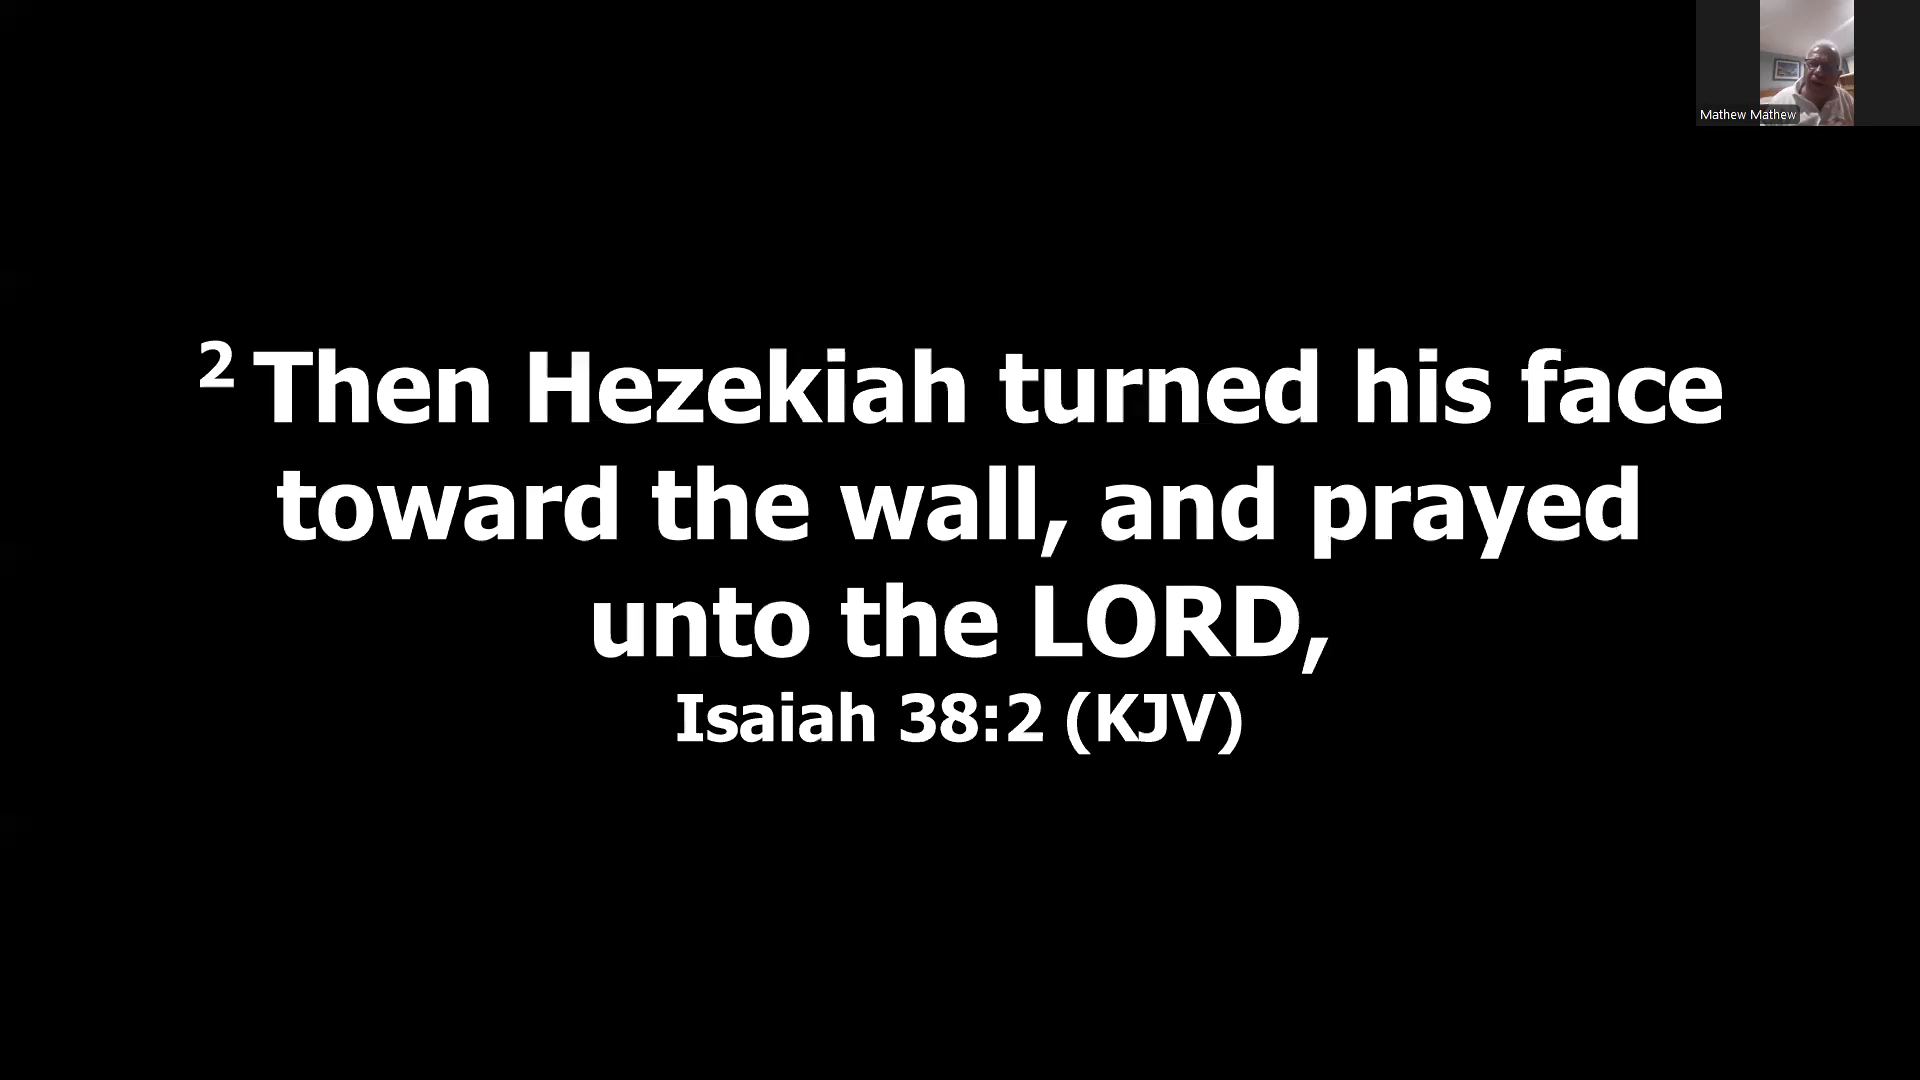 Mathew Mathew
2 Then Hezekiah turned his face
toward the wall, and prayed
unto the LORD,
Isaiah 38:2 (KJV)